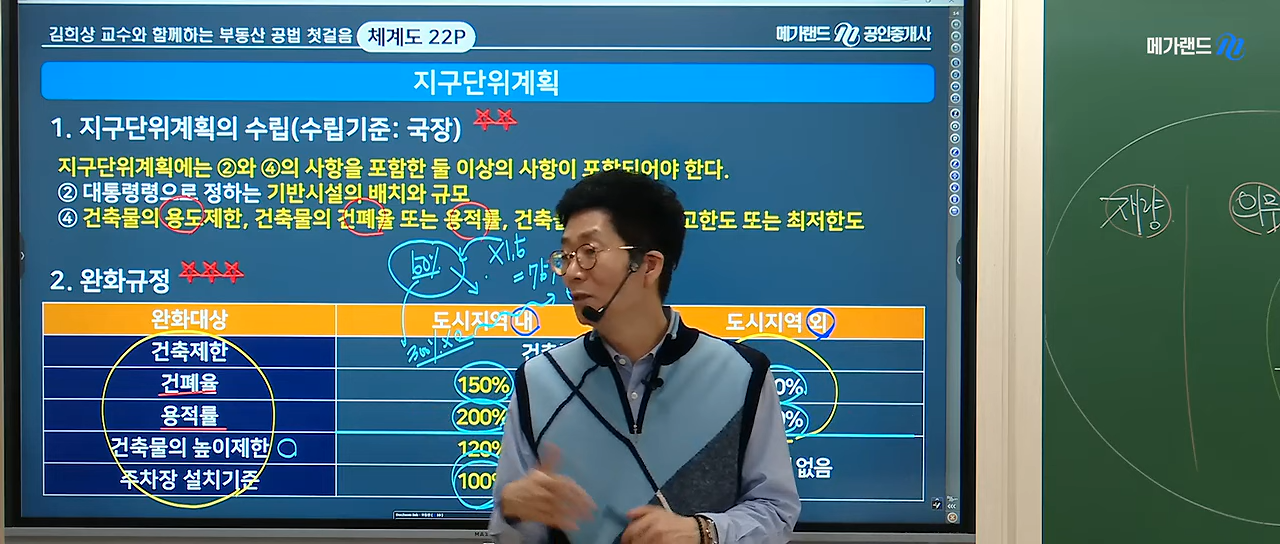 김희상 교수와 함께하는 부동산 공법 첫걸음 체계도 22P
메가랜드 공인중개사
메가랜드
지구단위계획
1. 지구단위계획의 수립(수립기준: 국장)
지구단위계획에는 ②와 ④의 사항을 포함한 둘 이상의 사항이 포함되어야 한다.
② 대통령령으로 정하는 기반시설의 배치와 규모
④ 건축물의 용도제한, 건축물의 건폐율 또는 용적률, 고한도 또는 최저한도
재량 의무
×1.5
2. 완화규정
완화대상 도시지역 내 도시지역 외
건축제한
건폐율 150% 0%
용적률 200% 0%
건축물의 높이제한 120%
주차장 설치기준 100 없음